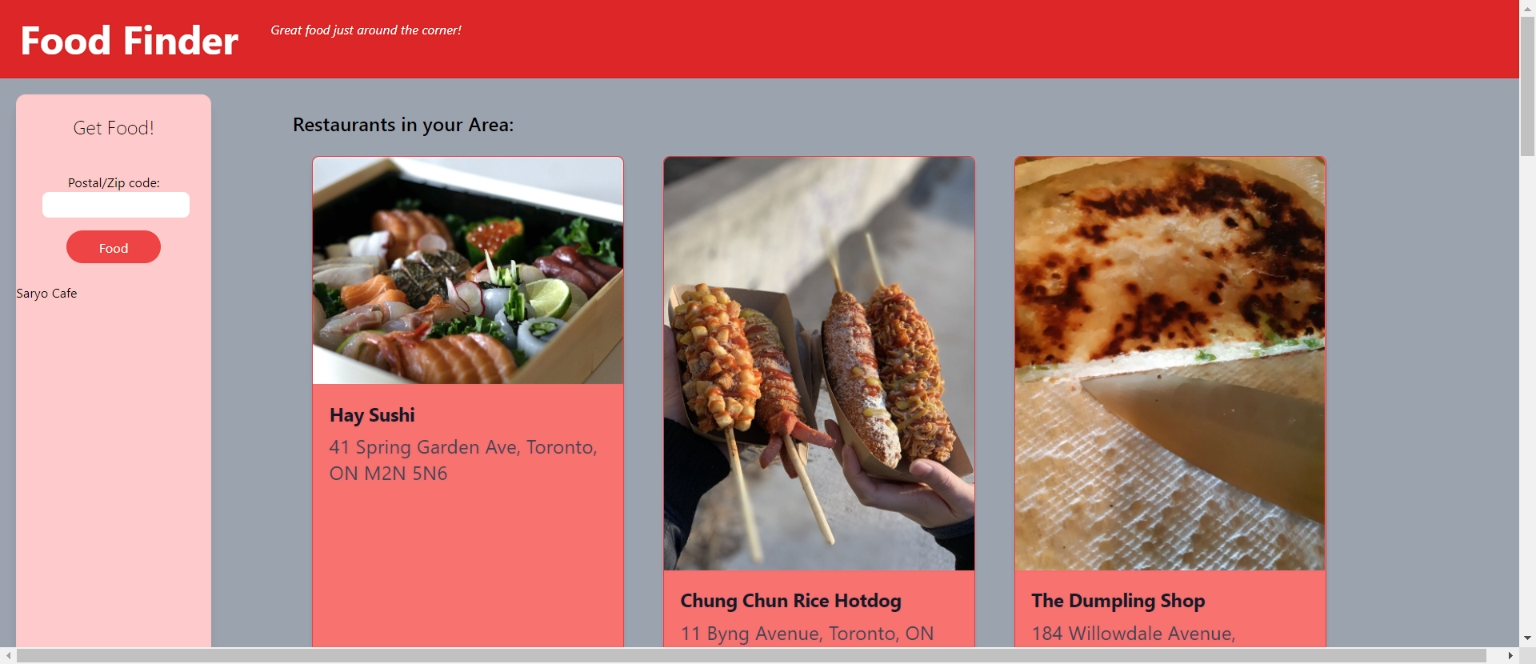 Food Finder
Great food just around the corner!
Get Food!
Postal/Zip code:
Food
Saryo Cafe
Restaurants in your Area:
Hay Sushi
41 Spring Garden Ave, Toronto,
ON M2N 5N6
Chung Chun Rice Hotdog
11 Byng Avenue, Toronto, ON
The Dumpling Shop
184 Willowdale Avenue,